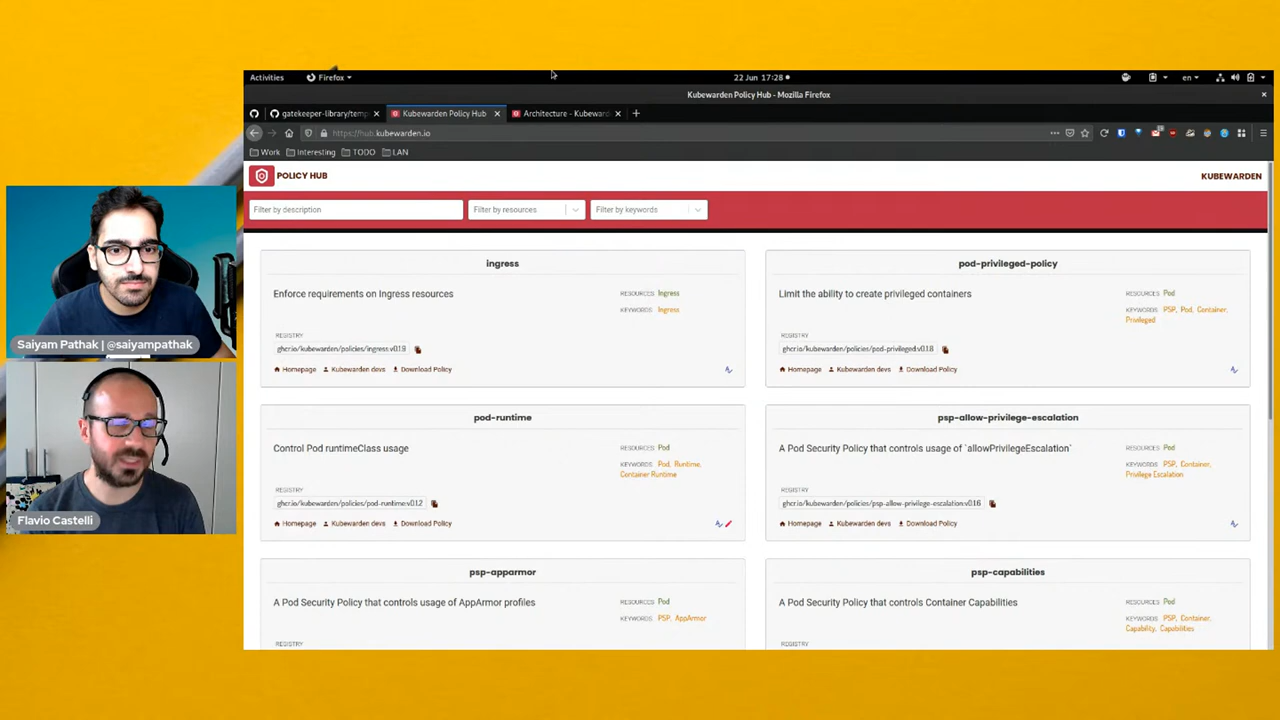 Activities
Firefox
22 Jun 17:28
en
Kubewarden Policy Hub - Mozilla Firefox
gatekeeper-library/temp
Kubewarden Policy Hub
Architecture - Kubeward
https://hub.kubewarden.io
Work
Interesting
TODO
LAN
POLICY HUB
KUBEWARDEN
Filter by description
Filter by resources
Filter by keywords
ingress
Enforce requirements on Ingress resources
RESOURCES: Ingress
KEYWORDS: Ingress
REGISTRY
ghcr.io/kubewarden/policies/ingress:v0.1.9
Homepage
Kubewarden devs
Download Policy
pod-privileged-policy
Limit the ability to create privileged containers
RESOURCES: Pod
KEYWORDS: PSP, Pod, Container,
Privileged
REGISTRY
ghcr.io/kubewarden/policies/pod-privileged:v0.1.8
Homepage
Kubewarden devs
Download Policy
pod-runtime
Control Pod runtimeClass usage
RESOURCES: Pod
KEYWORDS: Pod, Runtime,
Container Runtime
REGISTRY
ghcr.io/kubewarden/policies/pod-runtime:v0.1.2
Homepage
Kubewarden devs
Download Policy
psp-allow-privilege-escalation
A Pod Security Policy that controls usage of `allowPrivilegeEscalation`
RESOURCES: Pod
KEYWORDS: PSP, Container,
Privilege Escalation
REGISTRY
ghcr.io/kubewarden/policies/psp-allow-privilege-escalation:v0.1.6
Homepage
Kubewarden devs
Download Policy
psp-apparmor
A Pod Security Policy that controls usage of AppArmor profiles
RESOURCES: Pod
KEYWORDS: PSP, AppArmor
REGISTRY
psp-capabilities
A Pod Security Policy that controls Container Capabilities
RESOURCES: Pod
KEYWORDS: PSP, Container,
Capability, Capabilities
REGISTRY
Saiyam Pathak | @saiyampathak
Flavio Castelli